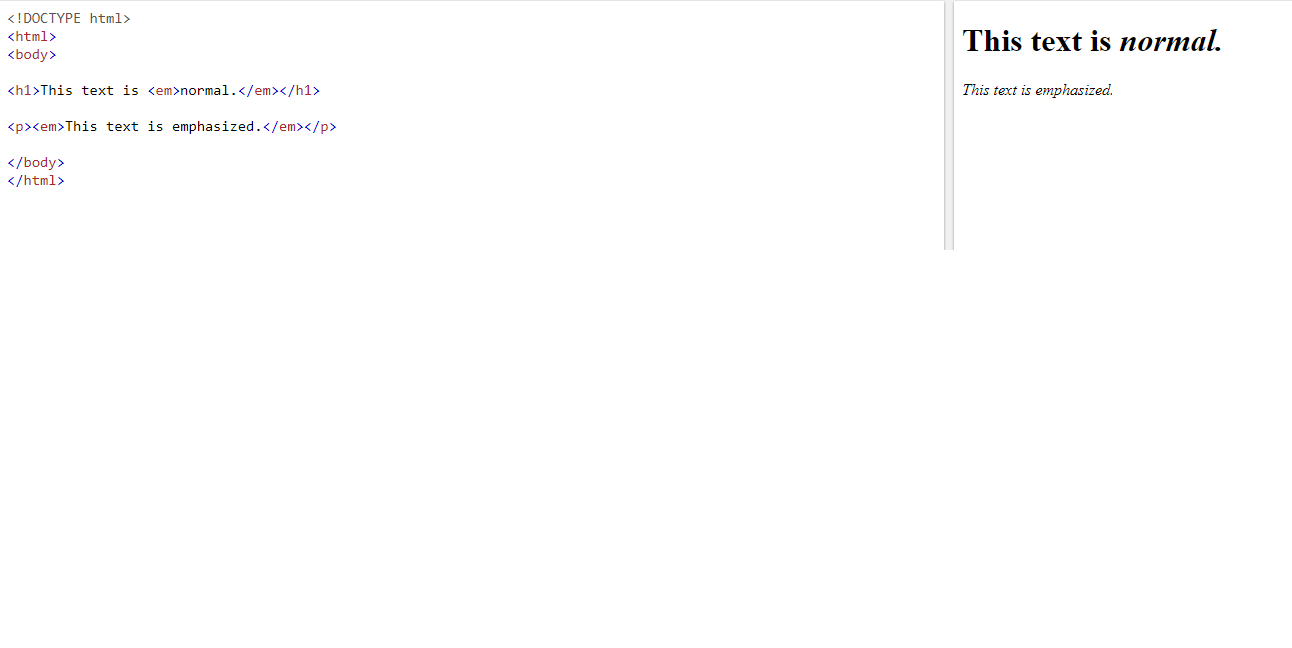 <!DOCTYPE html>
<html>
<body>
<h1>This text is <em>normal.</em></h1>
<p><em>This text is emphasized.</em></p>
</body>
</html>
This text is normal.
This text is emphasized.